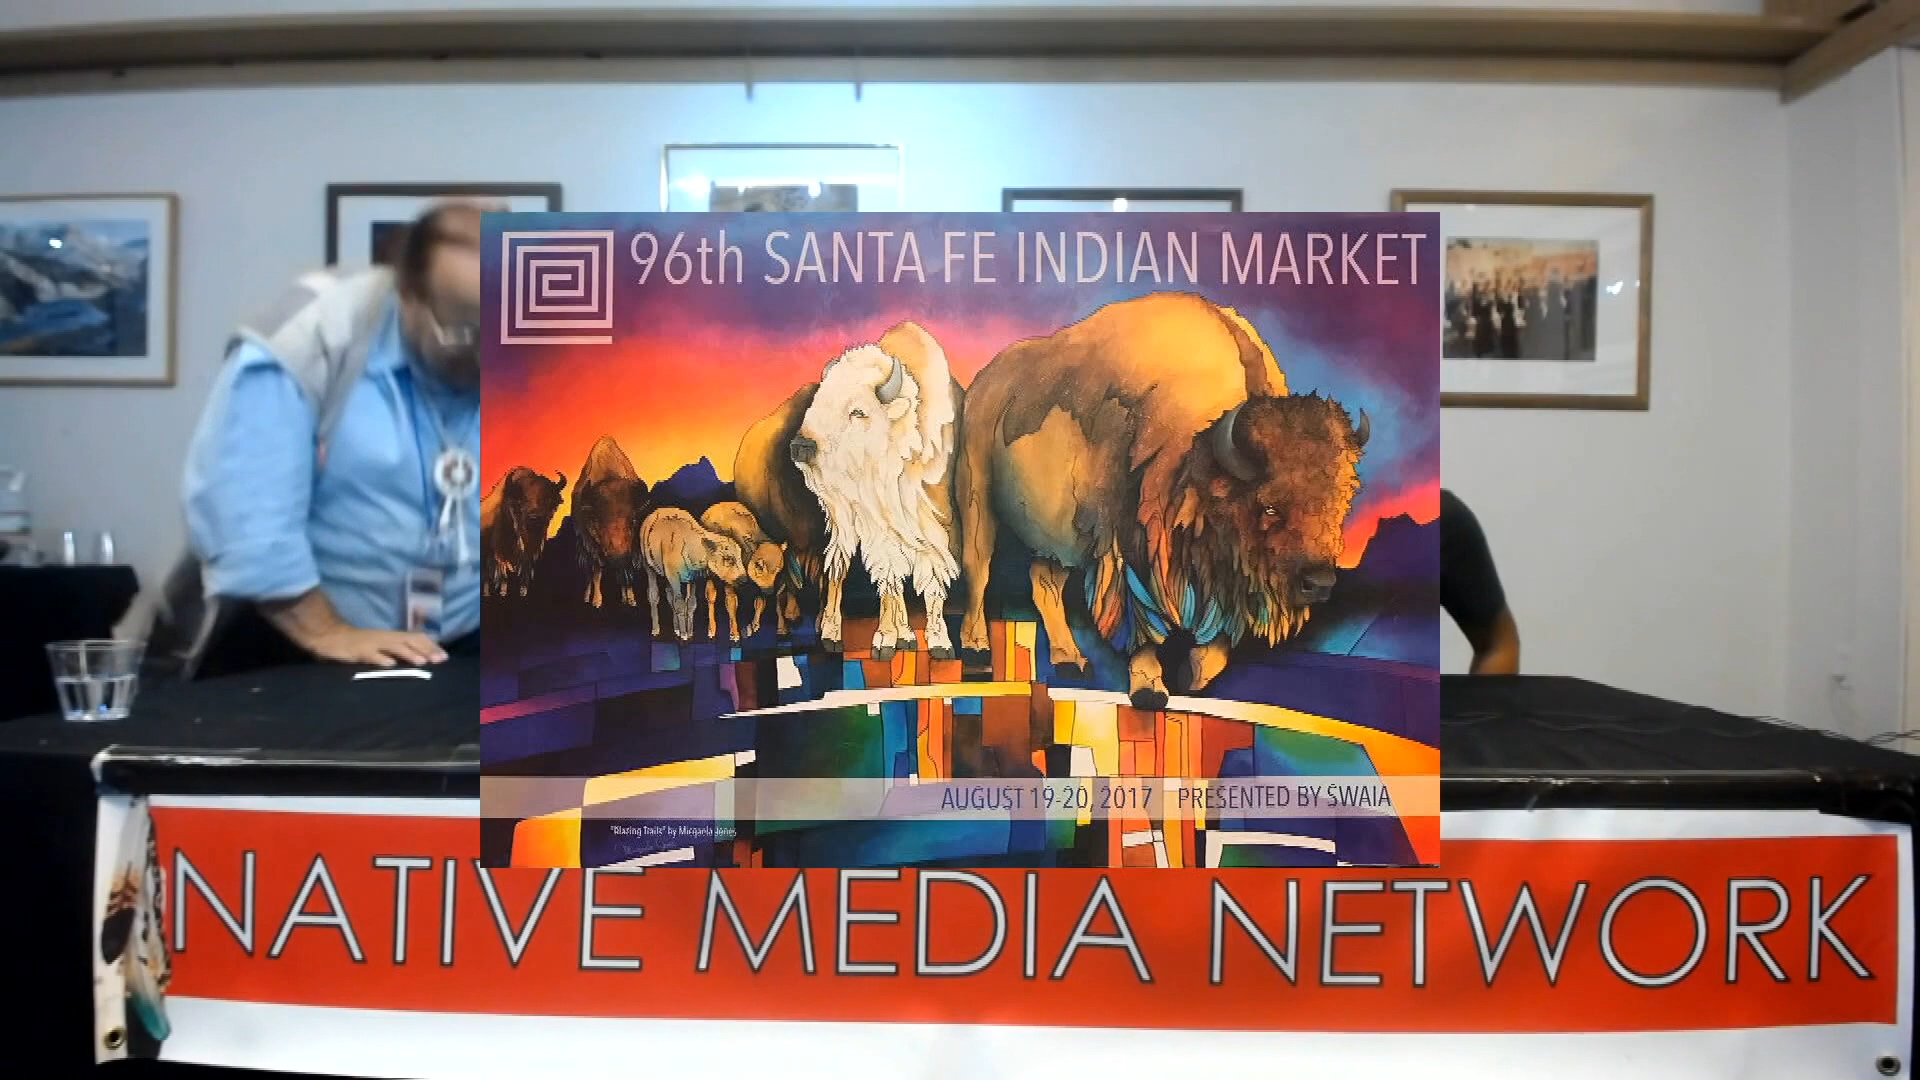 96th SANTA FE INDIAN MARKET
AUGUST 19-20, 2017 PRESENTED BY SWAIA
"Blazing Trails" by Micqaela Jones
NATIVE MEDIA NETWORK